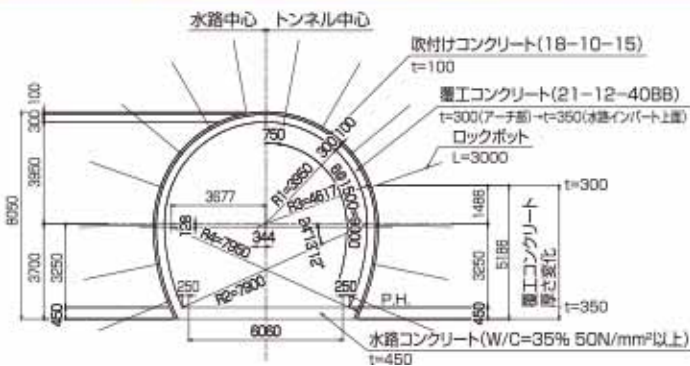 水路中心 トンネル中心
吹付けコンクリート(18-10-15)
t=100
覆工コンクリート(21-12-40BB)
t=300(アーチ部)→t=350(水路インバート上面)
ロックボット
L=3000
100
300
3950
8050
3700
3250
450
750
300
100
R1=3950
R3=4617
3677
128
344
R4=7950
R2=7900
24°13'12"
250
250
P.H.
6060
1486
3250
5186
450
t=300
覆工コンクリート
厚さ変化
t=350
水路コンクリート(W/C=35% 50N/mm²以上)
t=450